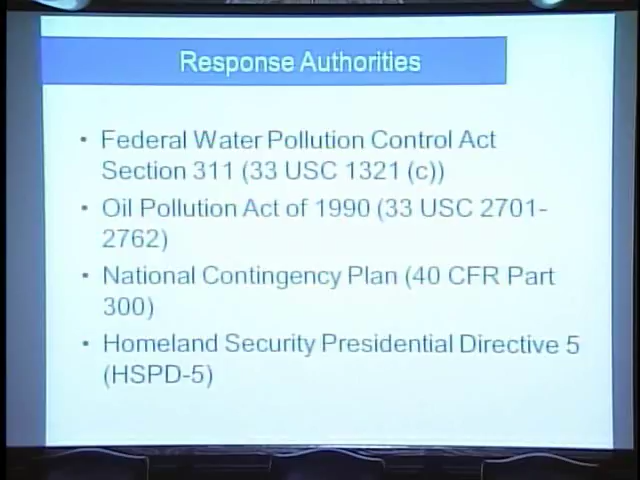 Response Authorities
• Federal Water Pollution Control Act
Section 311 (33 USC 1321 (c))
• Oil Pollution Act of 1990 (33 USC 2701-
2762)
• National Contingency Plan (40 CFR Part
300)
• Homeland Security Presidential Directive 5
(HSPD-5)